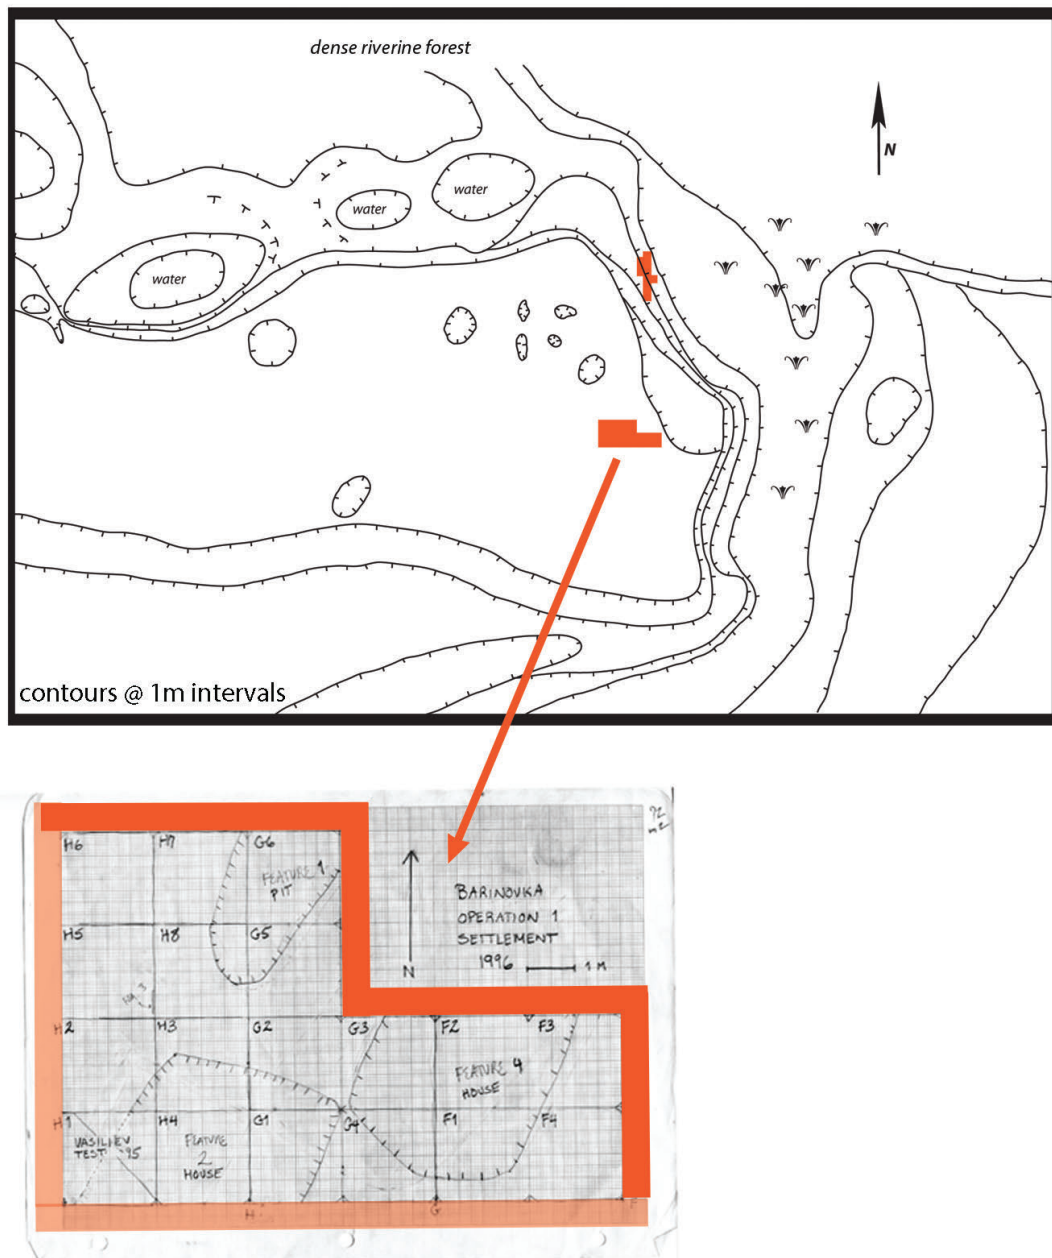 dense riverine forest
N
water
water
water
contours @ 1m intervals
72
m2
H6 H7 G6
FEATURE 1
PIT
BARINOVKA
OPERATION 1
SETTLEMENT
1996 1 M
N
H5 H8 G5
H2 H3 G2 G3 F2 F3
FEATURE 4
HOUSE
H1 H4 G1 G4 F1 F4
VASILIEV
TEST '95
FEATURE
2
HOUSE
H G